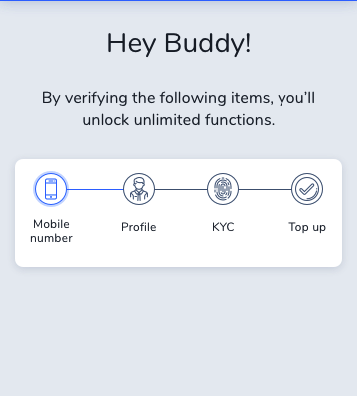 Hey Buddy!
By verifying the following items, you'll
unlock unlimited functions.
Mobile
number
Profile
KYC
Top up